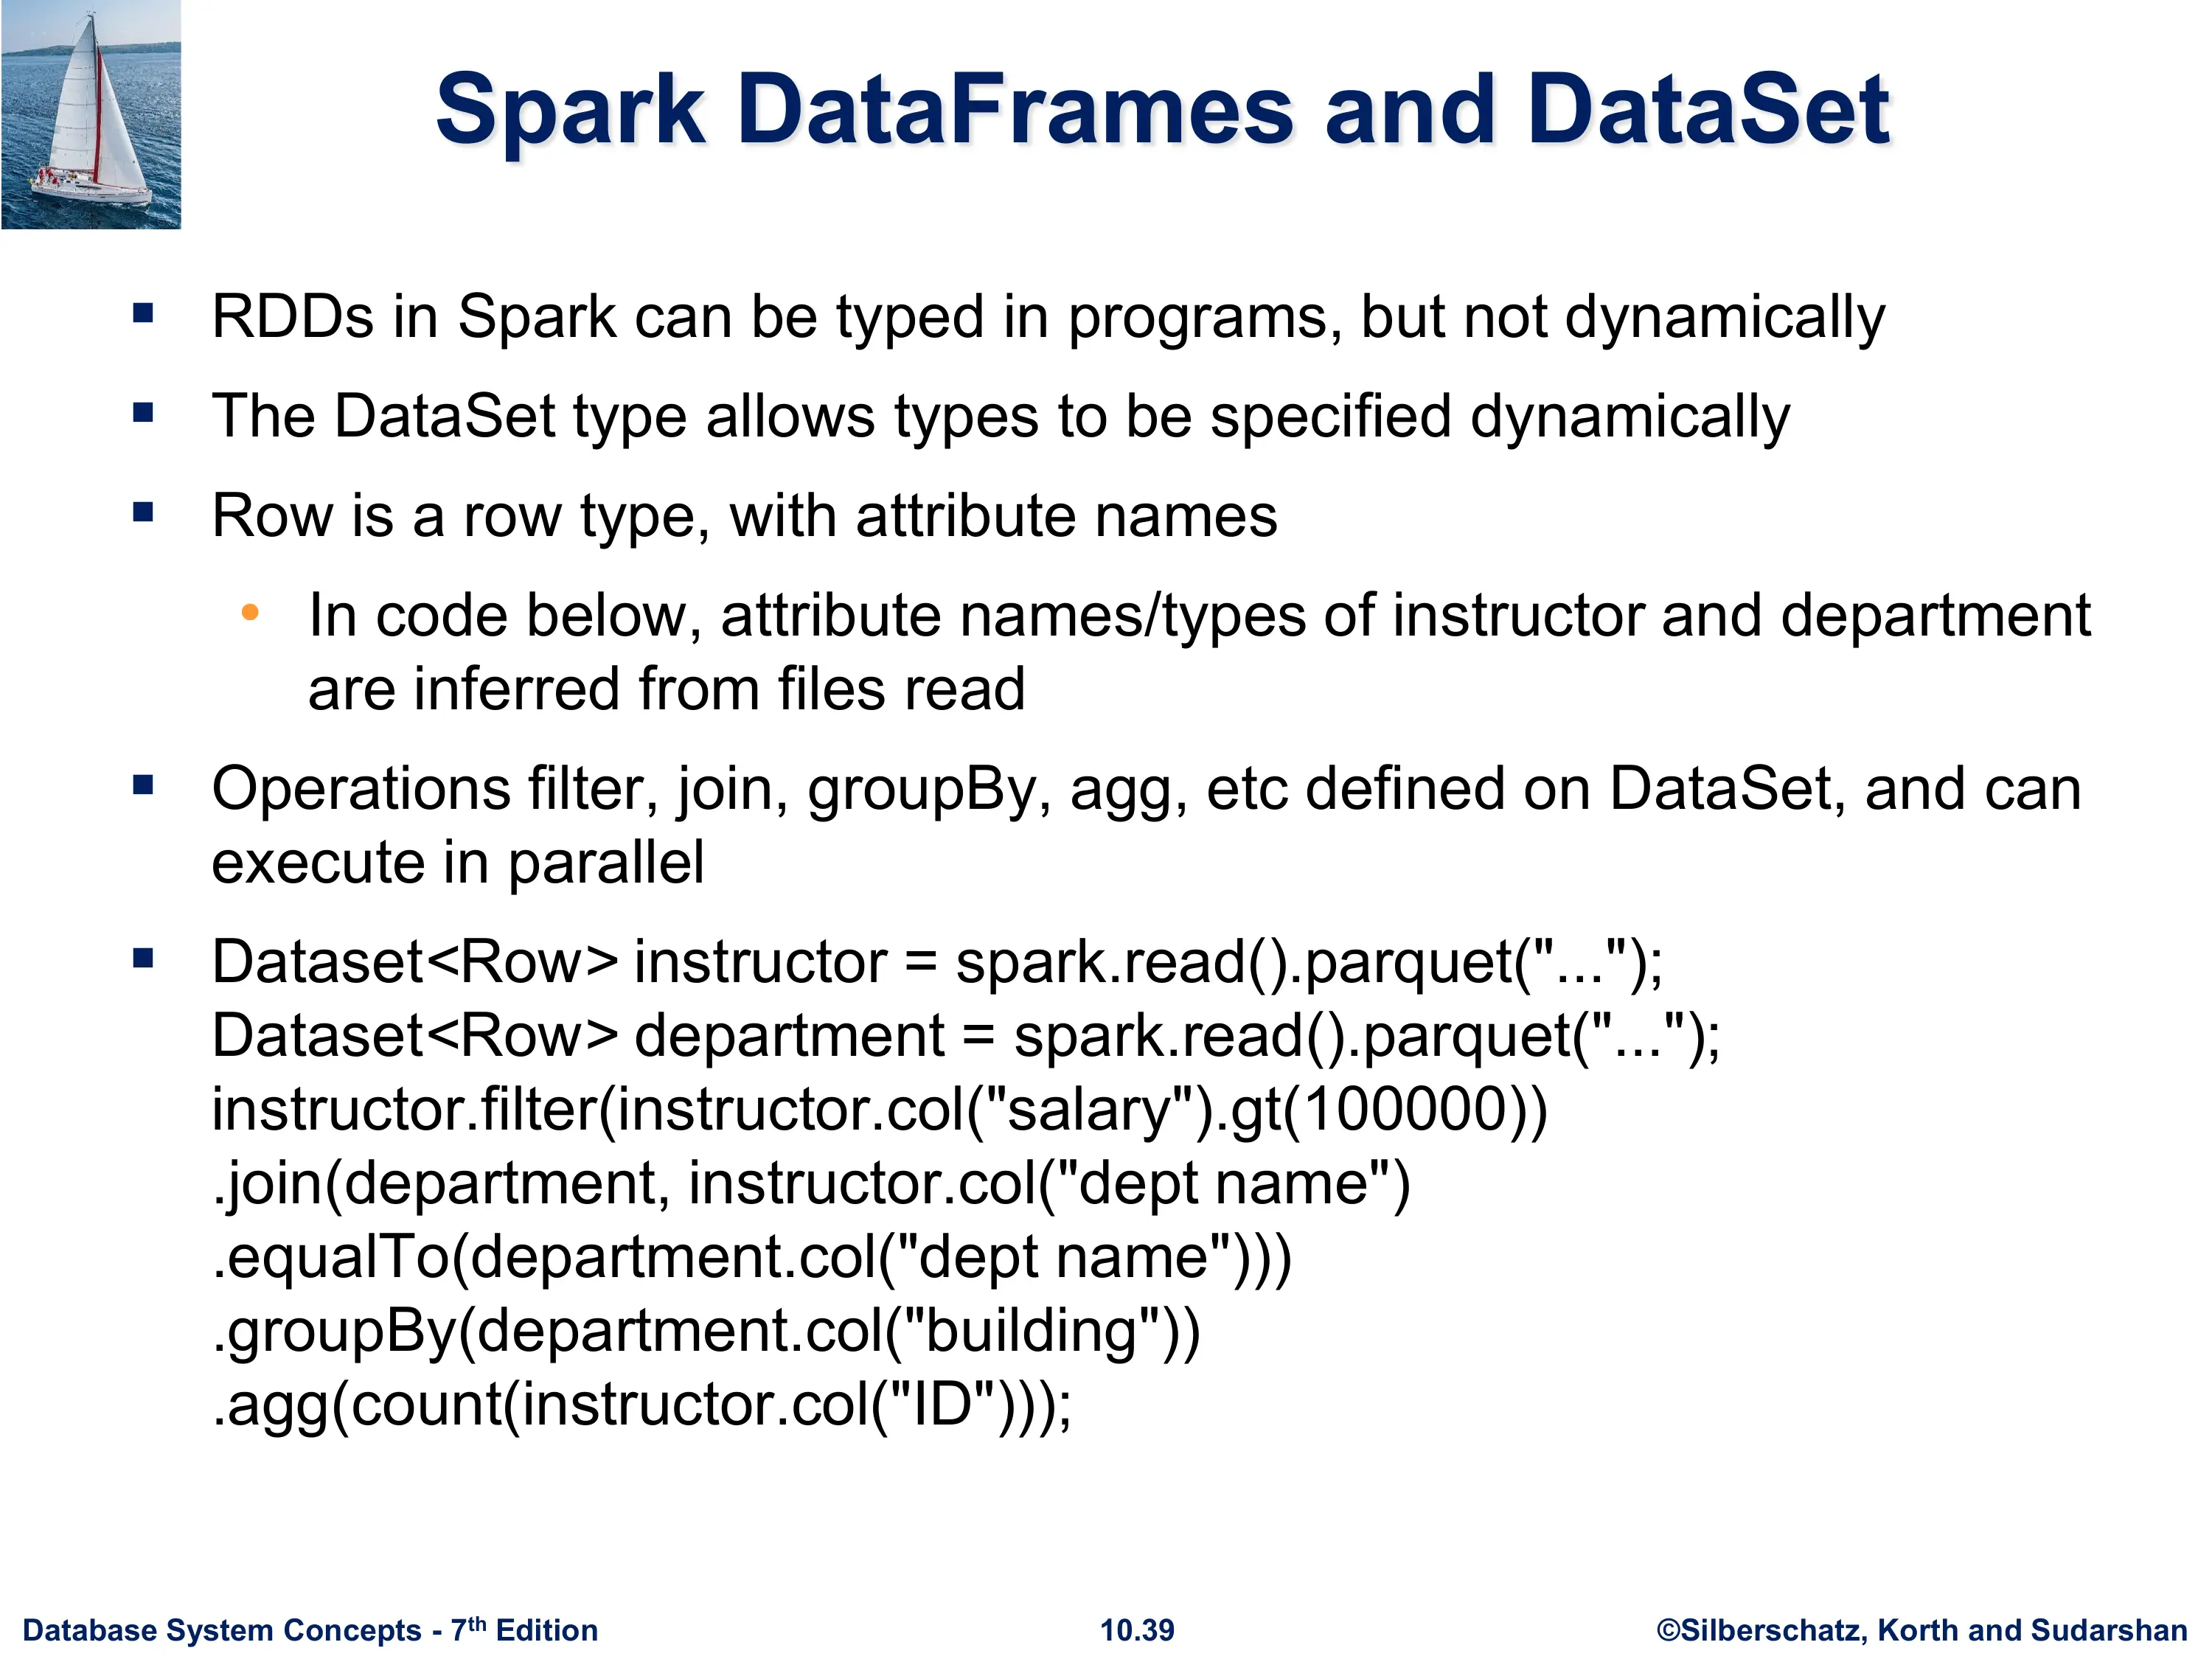 Spark DataFrames and DataSet
▪ RDDs in Spark can be typed in programs, but not dynamically
▪ The DataSet type allows types to be specified dynamically
▪ Row is a row type, with attribute names
• In code below, attribute names/types of instructor and department
are inferred from files read
▪ Operations filter, join, groupBy, agg, etc defined on DataSet, and can
execute in parallel
▪ Dataset<Row> instructor = spark.read().parquet("...");
Dataset<Row> department = spark.read().parquet("...");
instructor.filter(instructor.col("salary").gt(100000))
.join(department, instructor.col("dept name")
.equalTo(department.col("dept name")))
.groupBy(department.col("building"))
.agg(count(instructor.col("ID")));
Database System Concepts - 7th Edition
10.39
©Silberschatz, Korth and Sudarshan